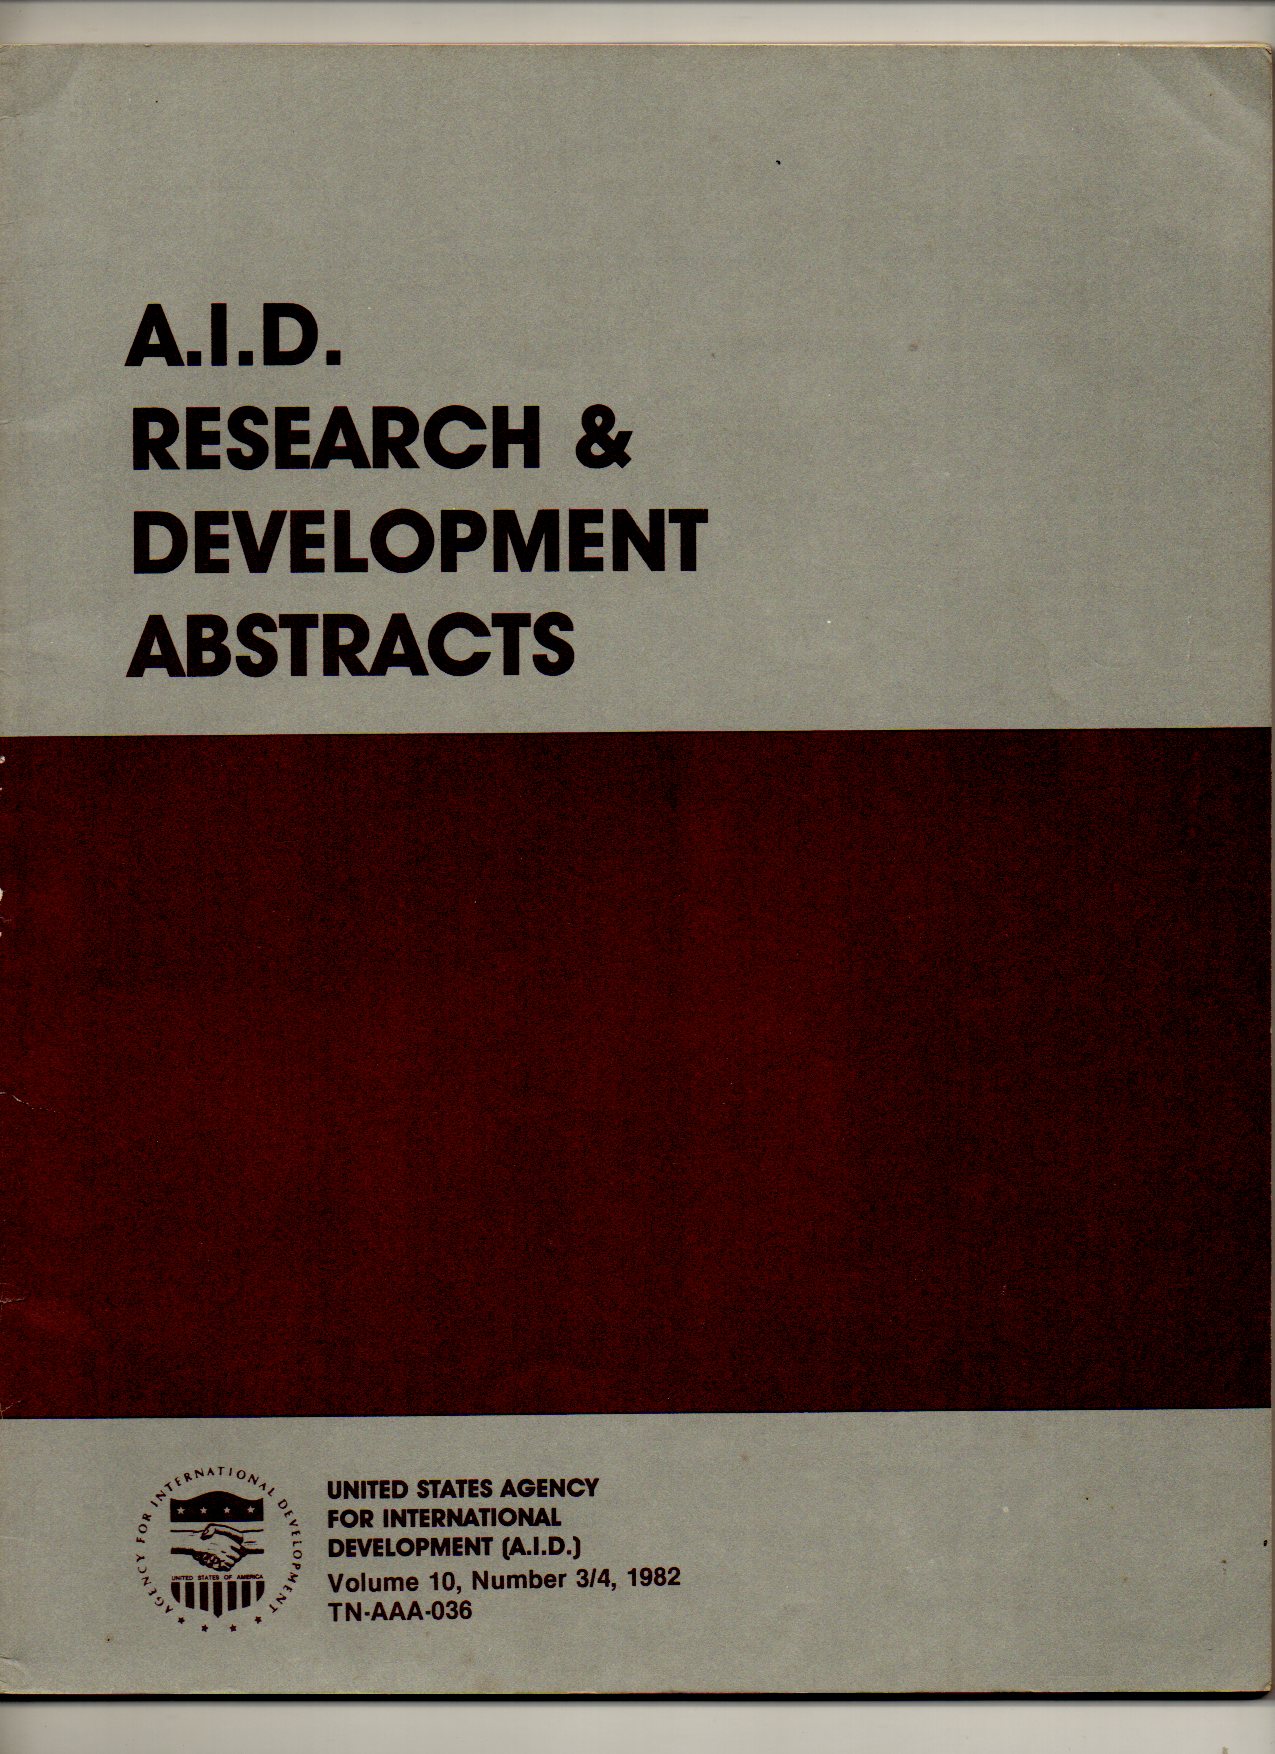 A.I.D.
RESEARCH &
DEVELOPMENT
ABSTRACTS
AGENCY FOR INTERNATIONAL DEVELOPMENT
UNITED STATES OF AMERICA
UNITED STATES AGENCY
FOR INTERNATIONAL
DEVELOPMENT (A.I.D.)
Volume 10, Number 3/4, 1982
TN-AAA-036